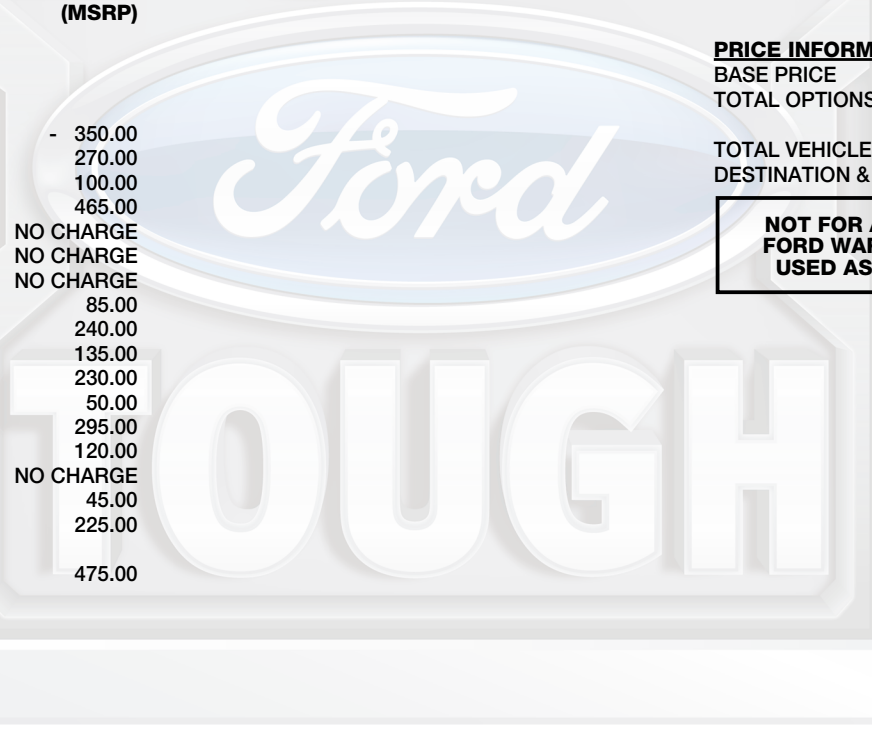 (MSRP)
- 350.00
270.00
100.00
465.00
NO CHARGE
NO CHARGE
NO CHARGE
85.00
240.00
135.00
230.00
50.00
295.00
120.00
NO CHARGE
45.00
225.00
475.00
PRICE INFORM
BASE PRICE
TOTAL OPTIONS
TOTAL VEHICLE
DESTINATION &
NOT FOR A
FORD WAR
USED AS
Ford
TOUGH